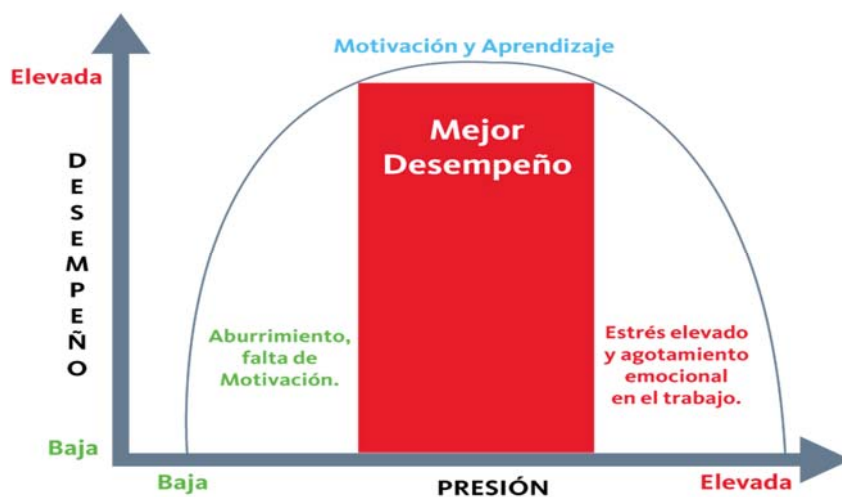 Motivación y Aprendizaje
Elevada
Mejor
Desempeño
DESEMPEÑO
Aburrimiento,
falta de
Motivación.
Estrés elevado
y agotamiento
emocional
en el trabajo.
Baja
Baja
PRESIÓN
Elevada